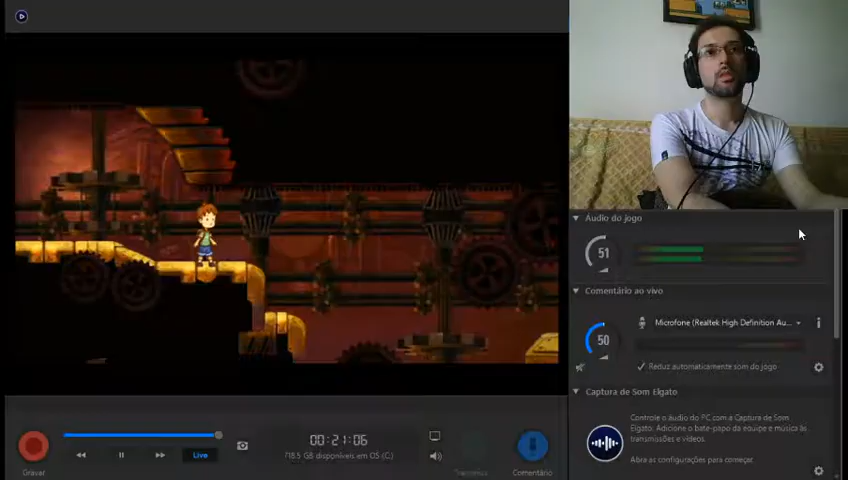 Áudio do jogo
51
Comentário ao vivo
Microfone (Realtek High Definition Au...
50
Reduz automaticamente som do jogo
Captura de Som Elgato
Controle o áudio do PC com a Captura de
Som Elgato. Adicione o bate-papo da equipe e música às
transmissões e vídeos.
Abra as configurações para começar.
Live
00:21:06
718.5 GB disponíveis em OS (C:)
Gravar
Transmitir
Comentário